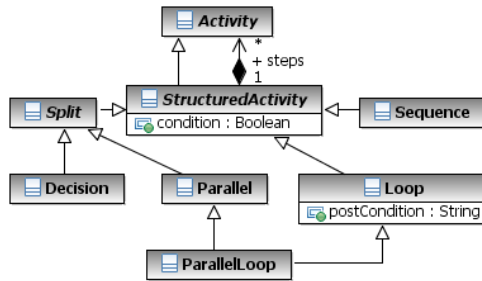 Activity
*
+ steps
1
StructuredActivity
condition : Boolean
Split
Sequence
Decision
Parallel
Loop
postCondition : String
ParallelLoop